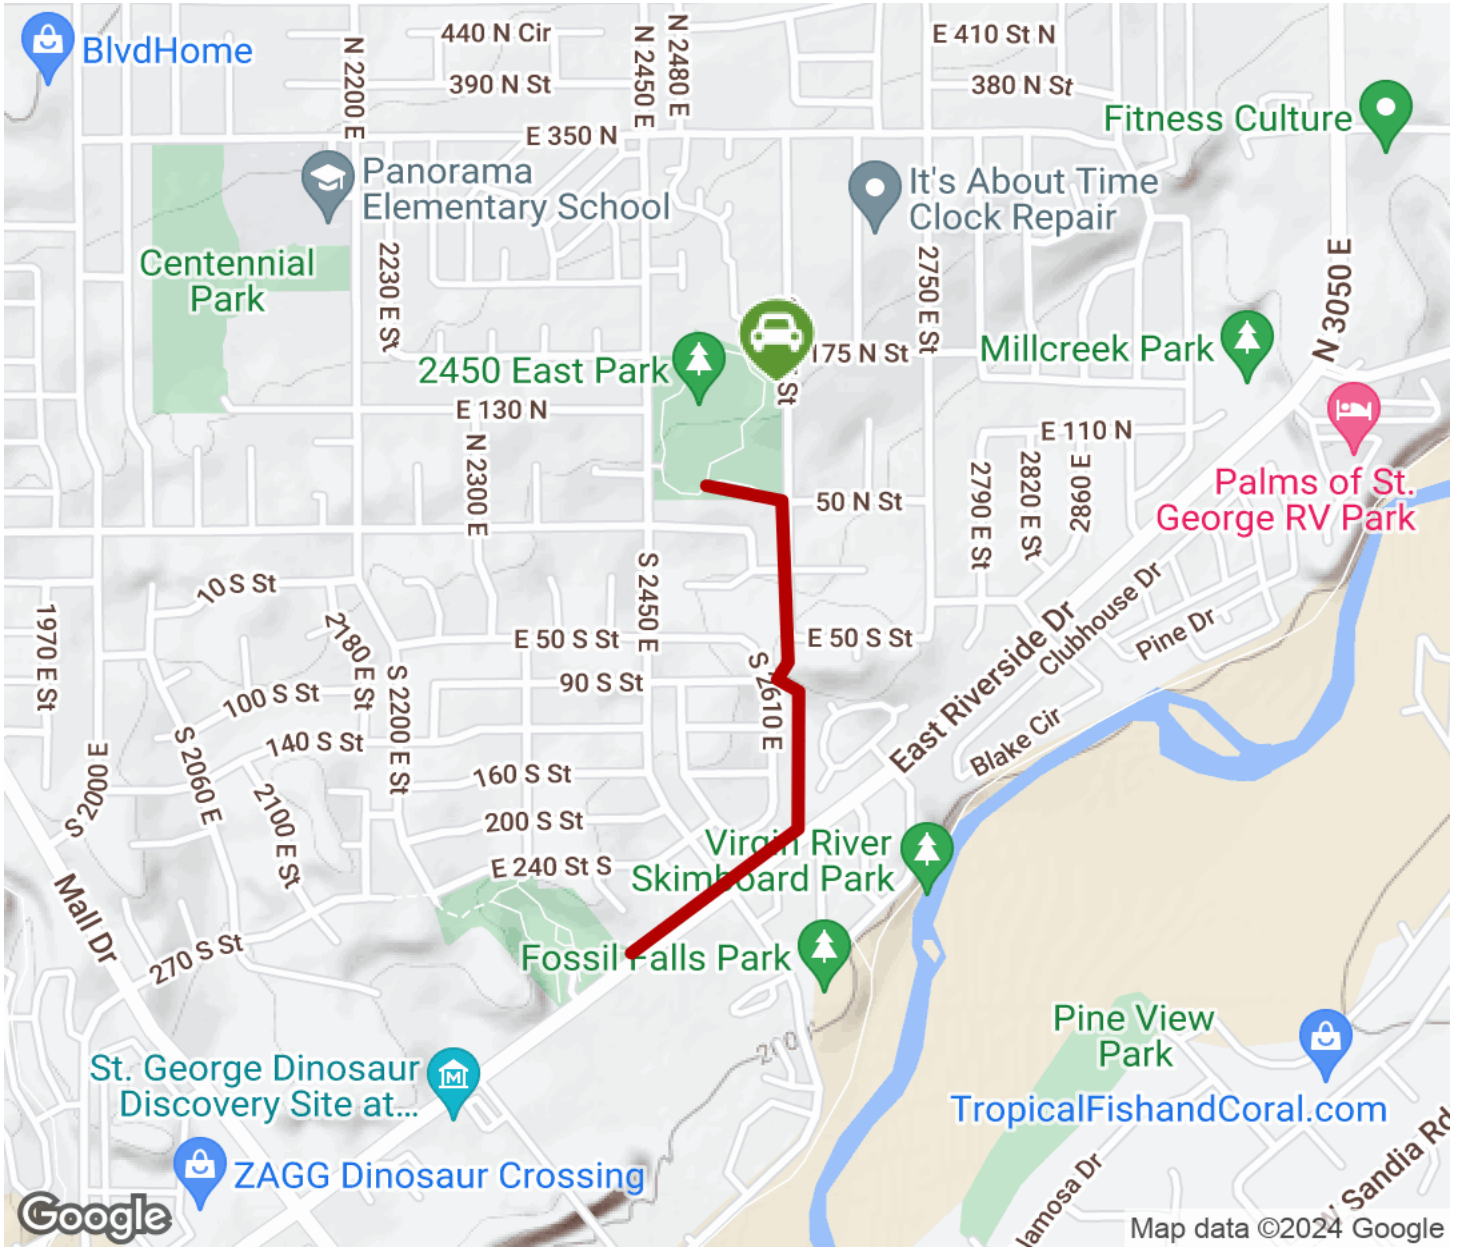 BlvdHome
N 2200 E
440 N Cir
390 N St
N 2450 E
N 2480 E
E 410 St N
380 N St
E 350 N
Fitness Culture
Panorama
Elementary School
It's About Time
Clock Repair
Centennial
Park
2230 E St
2750 E St
N 3050 E
2450 East Park
175 N St
St
Millcreek Park
E 130 N
N 2300 E
E 110 N
2790 E St
2820 E St
2860 E
50 N St
Palms of St.
George RV Park
10 S St
S 2450 E
1970 E St
2180 E St
E 50 S St
E 50 S St
East Riverside Dr
Clubhouse Dr
Pine Dr
S 2200 E St
90 S St
S 2610 E
100 S St
140 S St
S 2060 E
S 2000 E
160 S St
Blake Cir
2100 E St
200 S St
Virgin River
Skimboard Park
E 240 St S
Mall Dr
270 S St
Fossil Falls Park
Pine View
Park
St. George Dinosaur
Discovery Site at...
TropicalFishandCoral.com
ZAGG Dinosaur Crossing
Sandia Rd
lamosa Dr
Google
Map data ©2024 Google